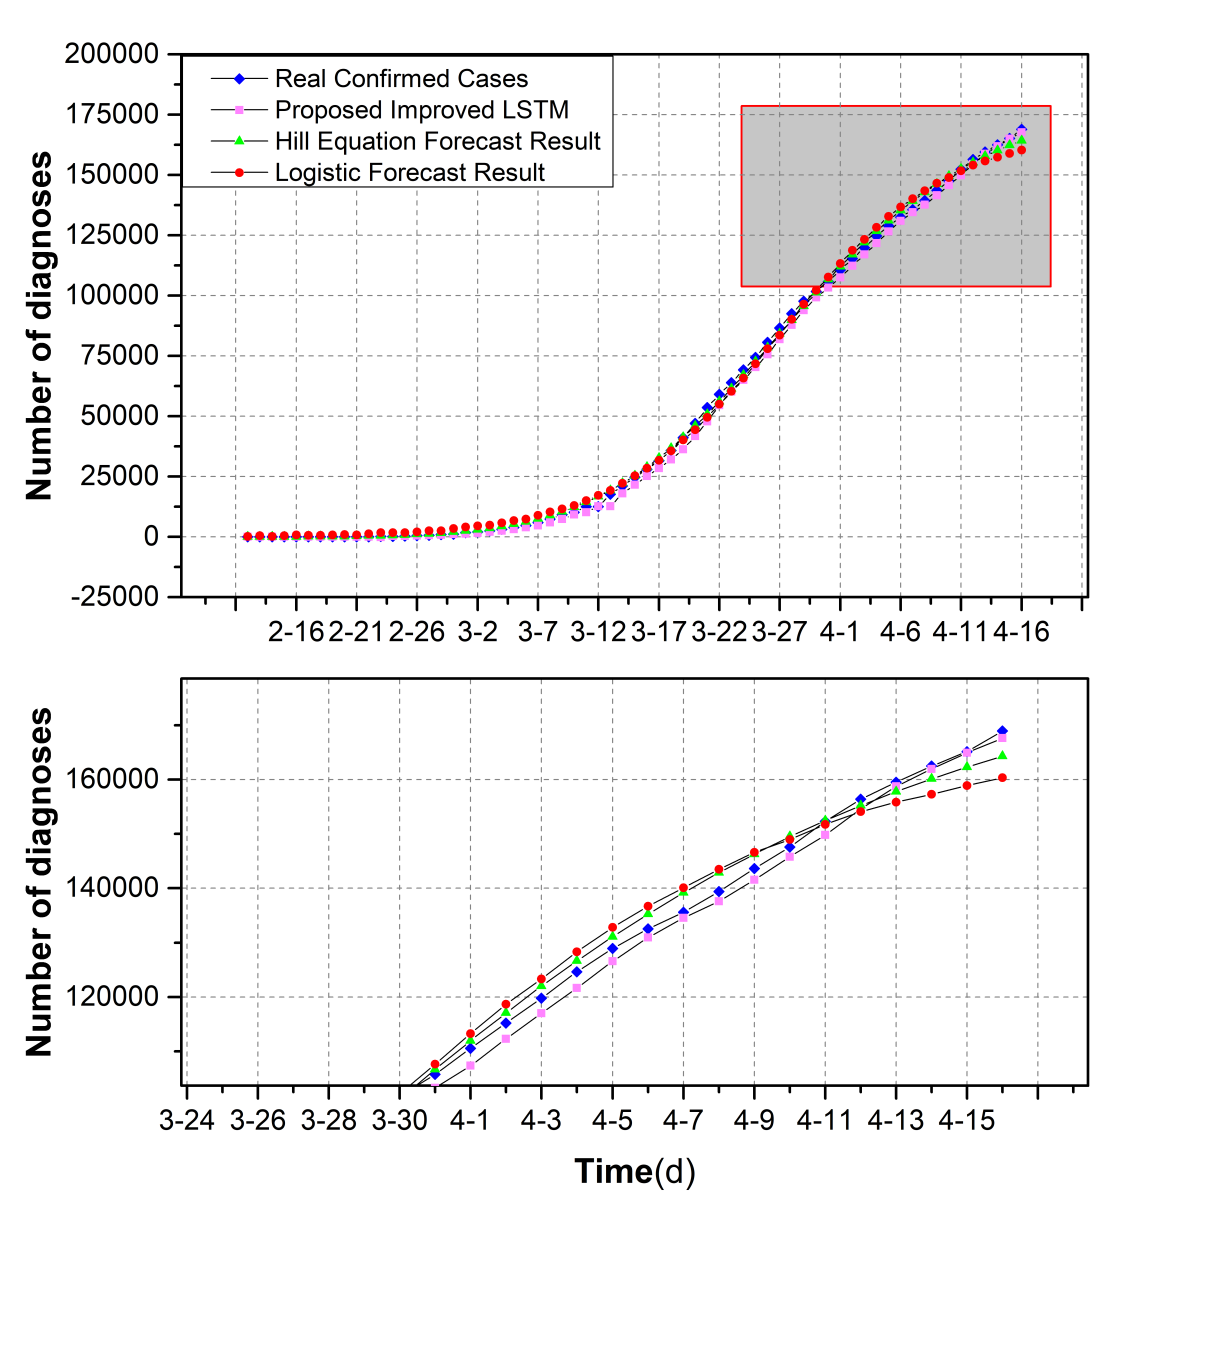 200000
175000
150000
125000
100000
75000
50000
25000
0
-25000
Number of diagnoses
Real Confirmed Cases
Proposed Improved LSTM
Hill Equation Forecast Result
Logistic Forecast Result
2-16 2-21 2-26 3-2 3-7 3-12 3-17 3-22 3-27 4-1 4-6 4-11 4-16
160000
140000
120000
Number of diagnoses
3-24 3-26 3-28 3-30 4-1 4-3 4-5 4-7 4-9 4-11 4-13 4-15
Time(d)